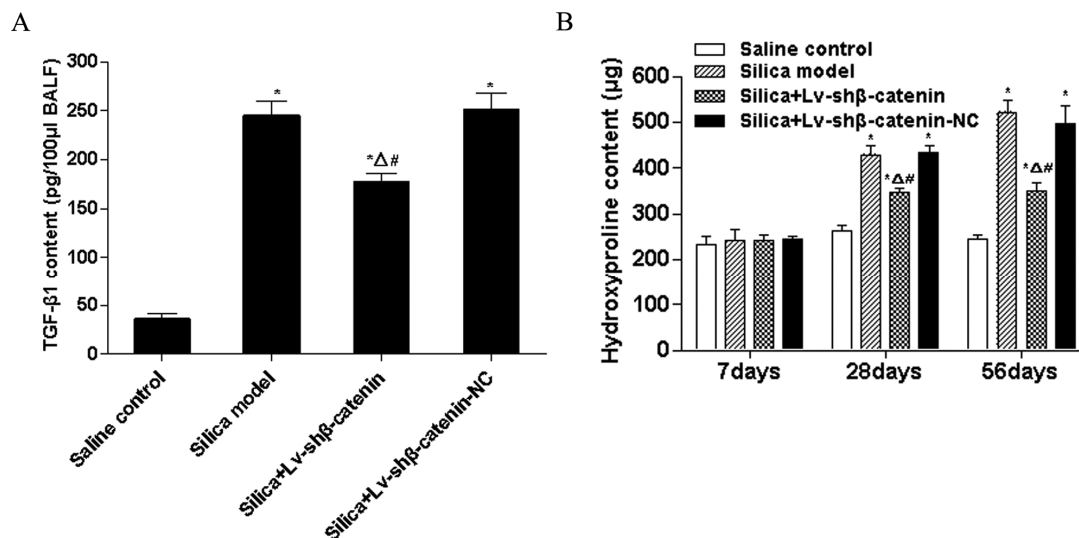 A
TGF-β1 content (pg/100μl BALF)
300
250
200
150
100
50
0
*
*Δ#
*
Saline control
Silica model
Silica+Lv-shβ-catenin
Silica+Lv-shβ-catenin-NC
B
Saline control
Silica model
Silica+Lv-shβ-catenin
Silica+Lv-shβ-catenin-NC
Hydroxyproline content (μg)
600
500
400
300
200
100
0
*
*Δ#
*
*
*Δ#
*
7days
28days
56days